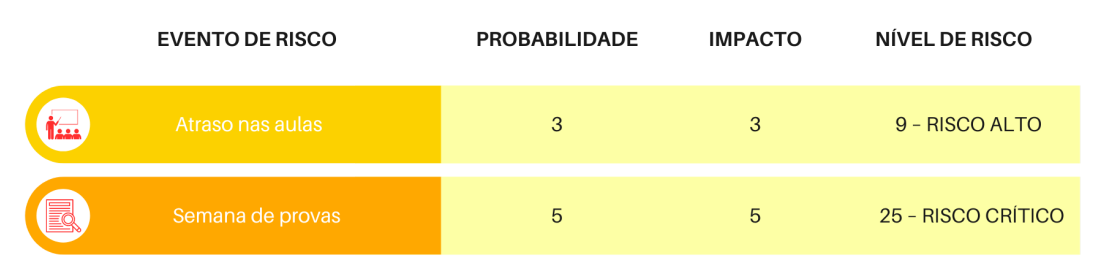 EVENTO DE RISCO PROBABILIDADE IMPACTO NÍVEL DE RISCO
Atraso nas aulas 3 3 9 – RISCO ALTO
Semana de provas 5 5 25 – RISCO CRÍTICO